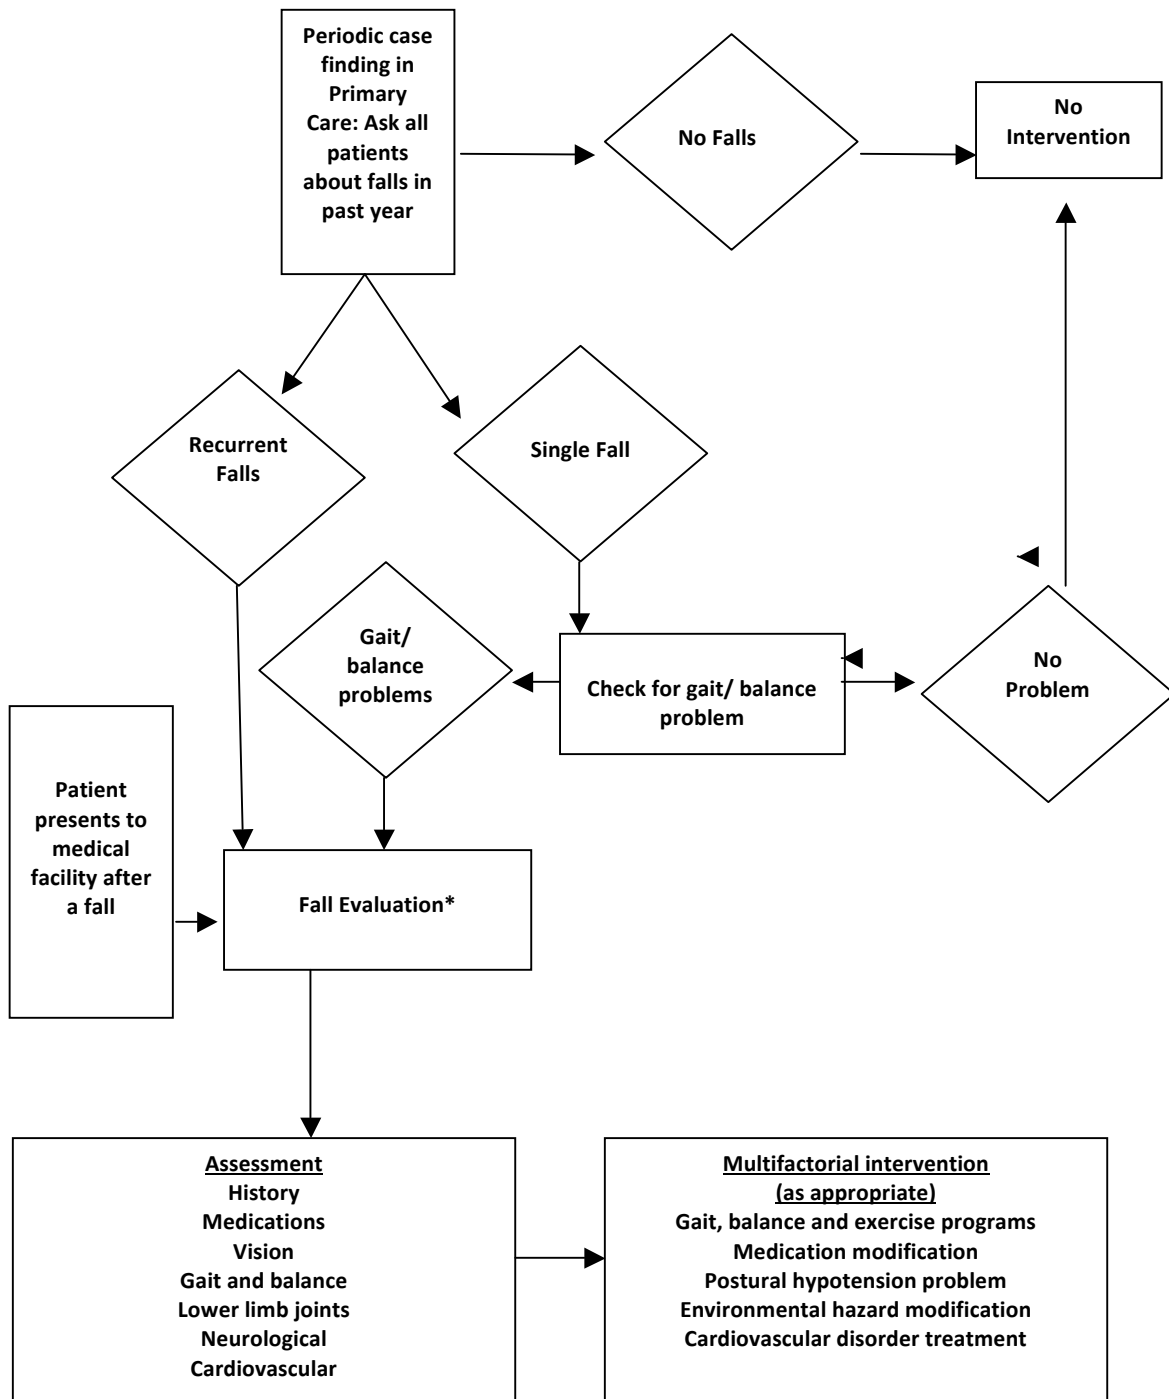 Periodic case
finding in
Primary
Care: Ask all
patients
about falls in
past year
No Falls
No
Intervention
Recurrent
Falls
Single Fall
Gait/
balance
problems
Check for gait/ balance
problem
No
Problem
Patient
presents to
medical
facility after
a fall
Fall Evaluation*
Assessment
History
Medications
Vision
Gait and balance
Lower limb joints
Neurological
Cardiovascular
Multifactorial intervention
(as appropriate)
Gait, balance and exercise programs
Medication modification
Postural hypotension problem
Environmental hazard modification
Cardiovascular disorder treatment